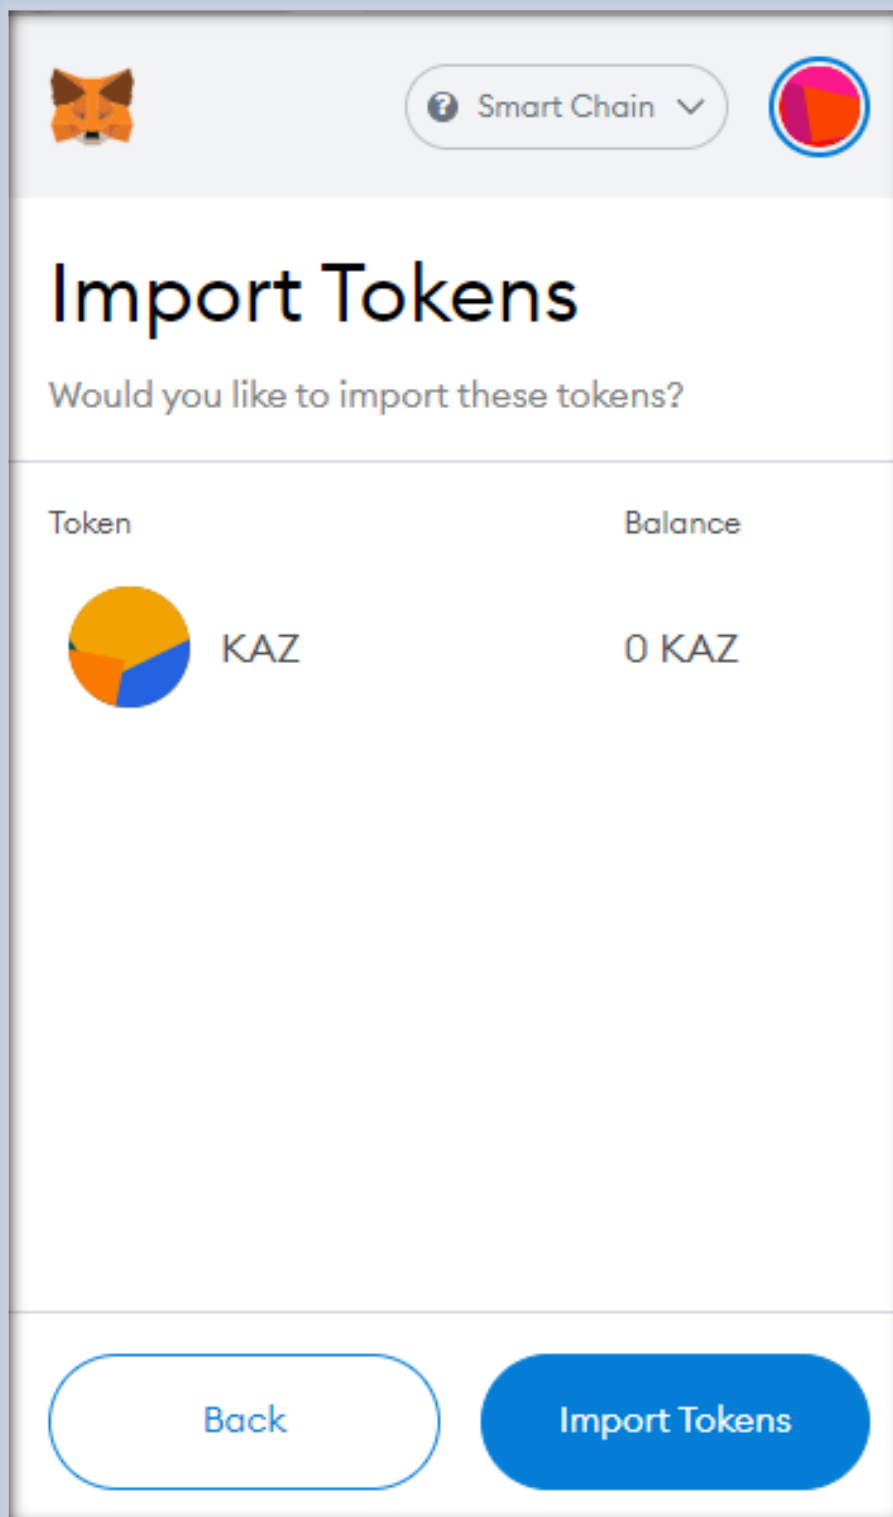 Smart Chain
Import Tokens
Would you like to import these tokens?
Token Balance
KAZ 0 KAZ
Back Import Tokens